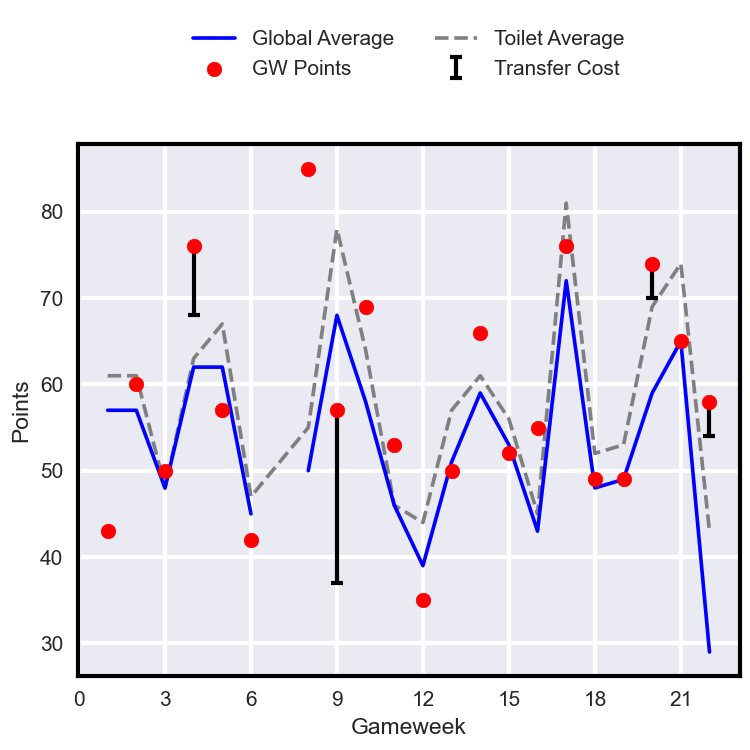 Global Average
Toilet Average
GW Points
Transfer Cost
80
70
60
50
40
30
Points
0 3 6 9 12 15 18 21
Gameweek